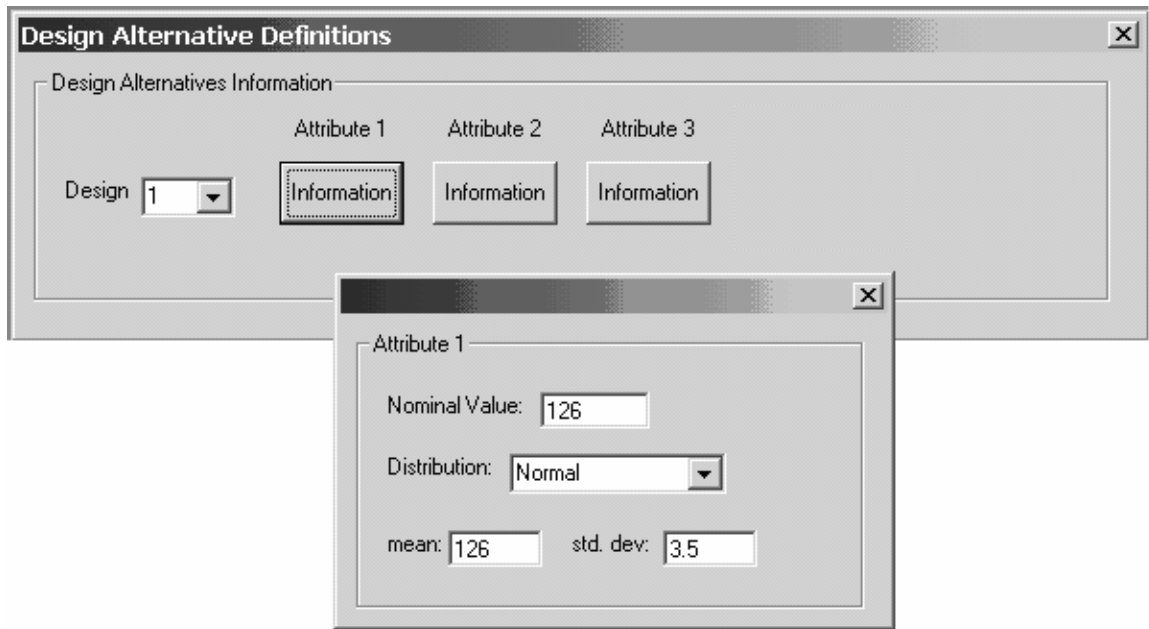 Design Alternative Definitions
Design Alternatives Information
Attribute 1 Attribute 2 Attribute 3
Design 1 Information Information Information
Attribute 1
Nominal Value: 126
Distribution: Normal
mean: 126 std. dev: 3.5